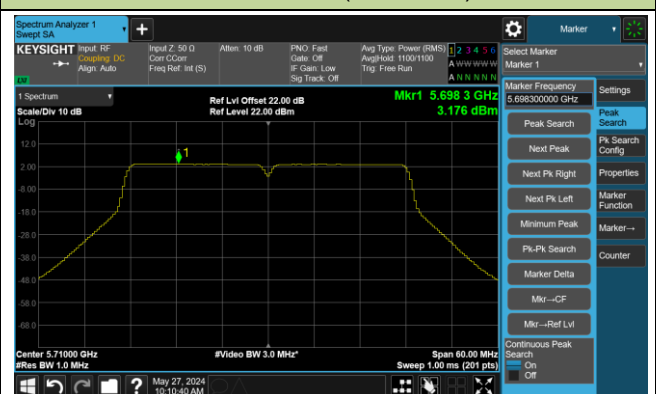 Spectrum Analyzer 1
Swept SA
+
Marker
KEYSIGHT
Input: RF
Coupling: DC
Align: Auto
Input Z: 50 Ω
Corr CCorr
Freq Ref: Int (S)
Atten: 10 dB
PNO: Fast
Gate: Off
IF Gain: Low
Sig Track: Off
Avg Type: Power (RMS)
Avg|Hold: 1100/1100
Trig: Free Run
1 2 3 4 5 6
A W W W W W
A N N N N N
Select Marker
Marker 1
1 Spectrum
Scale/Div 10 dB
Log
Ref Lvl Offset 22.00 dB
Ref Level 22.00 dBm
Mkr1 5.698 3 GHz
3.176 dBm
1
12.0
2.00
-8.00
-18.0
-28.0
-38.0
-48.0
-58.0
-68.0
Center 5.71000 GHz
#Res BW 1.0 MHz
#Video BW 3.0 MHz*
Span 60.00 MHz
Sweep 1.00 ms (201 pts)
Marker Frequency
5.698300000 GHz
Peak Search
Next Peak
Next Pk Right
Next Pk Left
Minimum Peak
Pk-Pk Search
Marker Delta
Mkr→CF
Mkr→Ref Lvl
Continuous Peak
Search
On
Off
Settings
Peak
Search
Pk Search
Config
Properties
Marker
Function
Marker→
Counter
?
May 27, 2024
10:10:40 AM